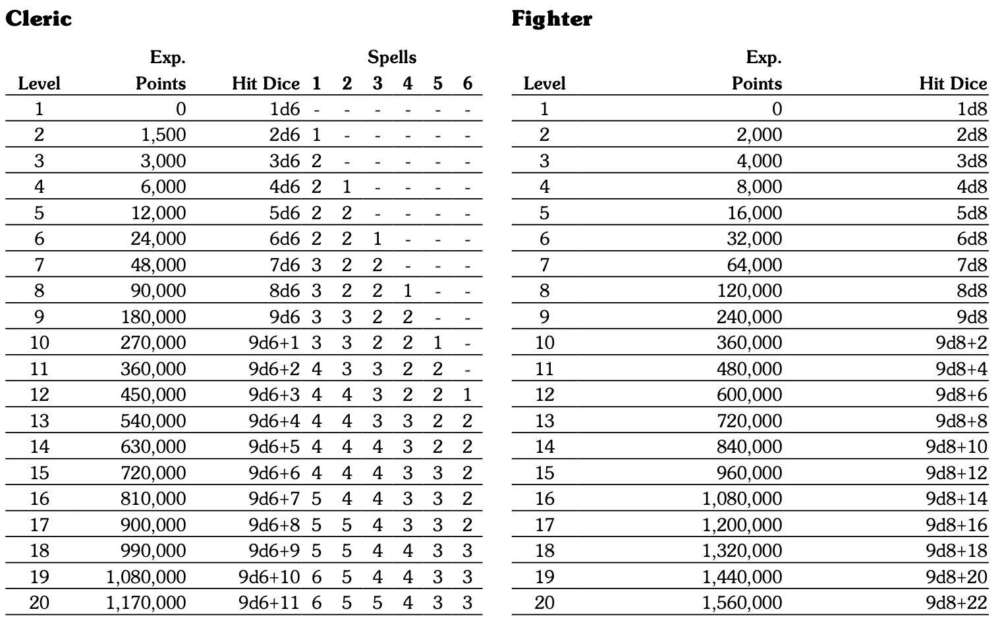 Cleric
Exp. Spells
Level Points Hit Dice 1 2 3 4 5 6
1 0 1d6 - - - - - -
2 1,500 2d6 1 - - - - -
3 3,000 3d6 2 - - - - -
4 6,000 4d6 2 1 - - - -
5 12,000 5d6 2 2 - - - -
6 24,000 6d6 2 2 1 - - -
7 48,000 7d6 3 2 2 - - -
8 90,000 8d6 3 2 2 1 - -
9 180,000 9d6 3 3 2 2 - -
10 270,000 9d6+1 3 3 2 2 1 -
11 360,000 9d6+2 4 3 3 2 2 -
12 450,000 9d6+3 4 4 3 2 2 1
13 540,000 9d6+4 4 4 3 3 2 2
14 630,000 9d6+5 4 4 4 3 2 2
15 720,000 9d6+6 4 4 4 3 3 2
16 810,000 9d6+7 5 4 4 3 3 2
17 900,000 9d6+8 5 5 4 3 3 2
18 990,000 9d6+9 5 5 4 4 3 3
19 1,080,000 9d6+10 6 5 4 4 3 3
20 1,170,000 9d6+11 6 5 5 4 3 3
Fighter
Exp.
Level Points Hit Dice
1 0 1d8
2 2,000 2d8
3 4,000 3d8
4 8,000 4d8
5 16,000 5d8
6 32,000 6d8
7 64,000 7d8
8 120,000 8d8
9 240,000 9d8
10 360,000 9d8+2
11 480,000 9d8+4
12 600,000 9d8+6
13 720,000 9d8+8
14 840,000 9d8+10
15 960,000 9d8+12
16 1,080,000 9d8+14
17 1,200,000 9d8+16
18 1,320,000 9d8+18
19 1,440,000 9d8+20
20 1,560,000 9d8+22